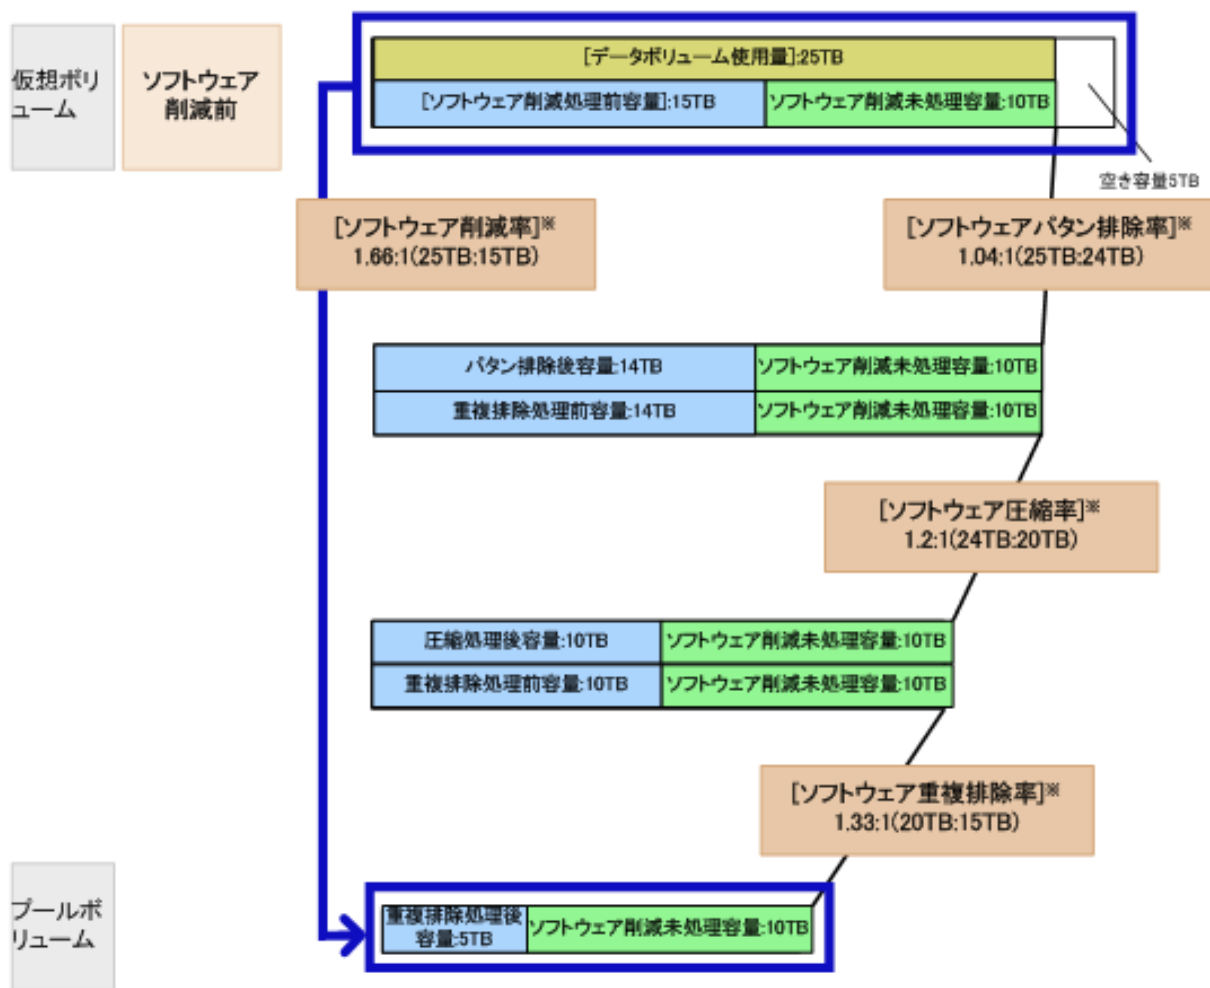 仮想ボリ
ューム
ソフトウェア
削減前
[データボリューム使用量]:25TB
[ソフトウェア削減処理前容量]:15TB
ソフトウェア削減未処理容量:10TB
空き容量5TB
[ソフトウェア削減率]※
1.66:1(25TB:15TB)
[ソフトウェアパタン排除率]※
1.04:1(25TB:24TB)
パタン排除後容量:14TB
ソフトウェア削減未処理容量:10TB
重複排除処理前容量:14TB
ソフトウェア削減未処理容量:10TB
[ソフトウェア圧縮率]※
1.2:1(24TB:20TB)
圧縮処理後容量:10TB
ソフトウェア削減未処理容量:10TB
重複排除処理前容量:10TB
ソフトウェア削減未処理容量:10TB
[ソフトウェア重複排除率]※
1.33:1(20TB:15TB)
プールボ
リューム
重複排除処理後
容量:5TB
ソフトウェア削減未処理容量:10TB